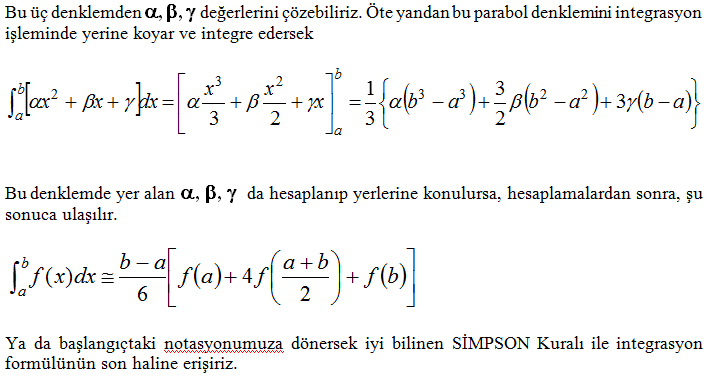 Bu üç denklemden α, β, γ değerlerini çözebiliriz. Öte yandan bu parabol denklemini integrasyon
işleminde yerine koyar ve integre edersek
∫_a^b [αx² + βx + γ]dx = [α x³/3 + β x²/2 + γx]_a^b = 1/3 {α(b³ − a³) + 3/2 β(b² − a²) + 3γ(b − a)}
Bu denklemde yer alan α, β, γ da hesaplanıp yerlerine konulursa, hesaplamalardan sonra, şu
sonuca ulaşılır.
∫_a^b f(x)dx ≅ (b − a)/6 [f(a) + 4f((a + b)/2) + f(b)]
Ya da başlangıçtaki notasyonumuza dönersek iyi bilinen SİMPSON Kuralı ile integrasyon
formülünün son haline erişiriz.